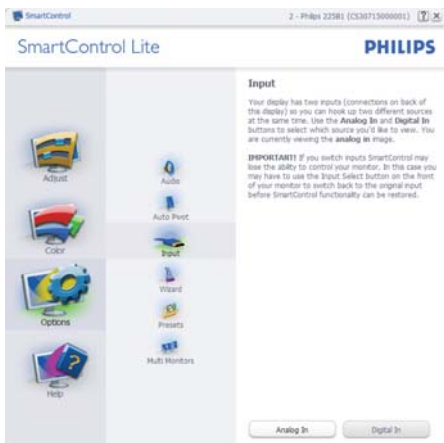 SmartControl
2 - Philips 225B1 (CS30715000001)
SmartControl Lite
PHILIPS
Adjust
Color
Options
Help
Audio
Auto Pivot
Input
Wizard
Presets
Multi Monitors
Input
Your display has two inputs (connections on back of
this display) so you can hook up two different sources
at the same time. Use the Analog In and Digital In
buttons to select which source you'd like to view. You
are currently viewing the analog in image.
IMPORTANT! If you switch inputs SmartControl may
lose the ability to control your monitor. In this case you
may have to use the Input Select button on the front
of your monitor to switch back to the original input
before SmartControl functionality can be restored.
Analog In
Digital In